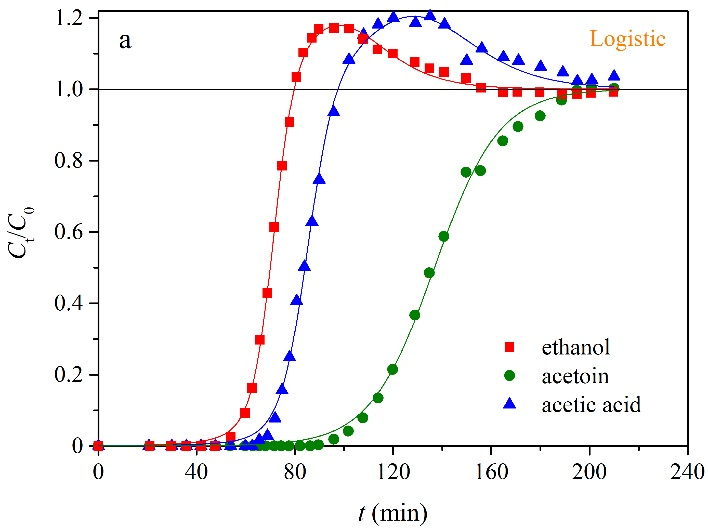 a
Logistic
1.2
1.0
0.8
0.6
0.4
0.2
0
Ct/C0
ethanol
acetoin
acetic acid
0 40 80 120 160 200 240
t (min)